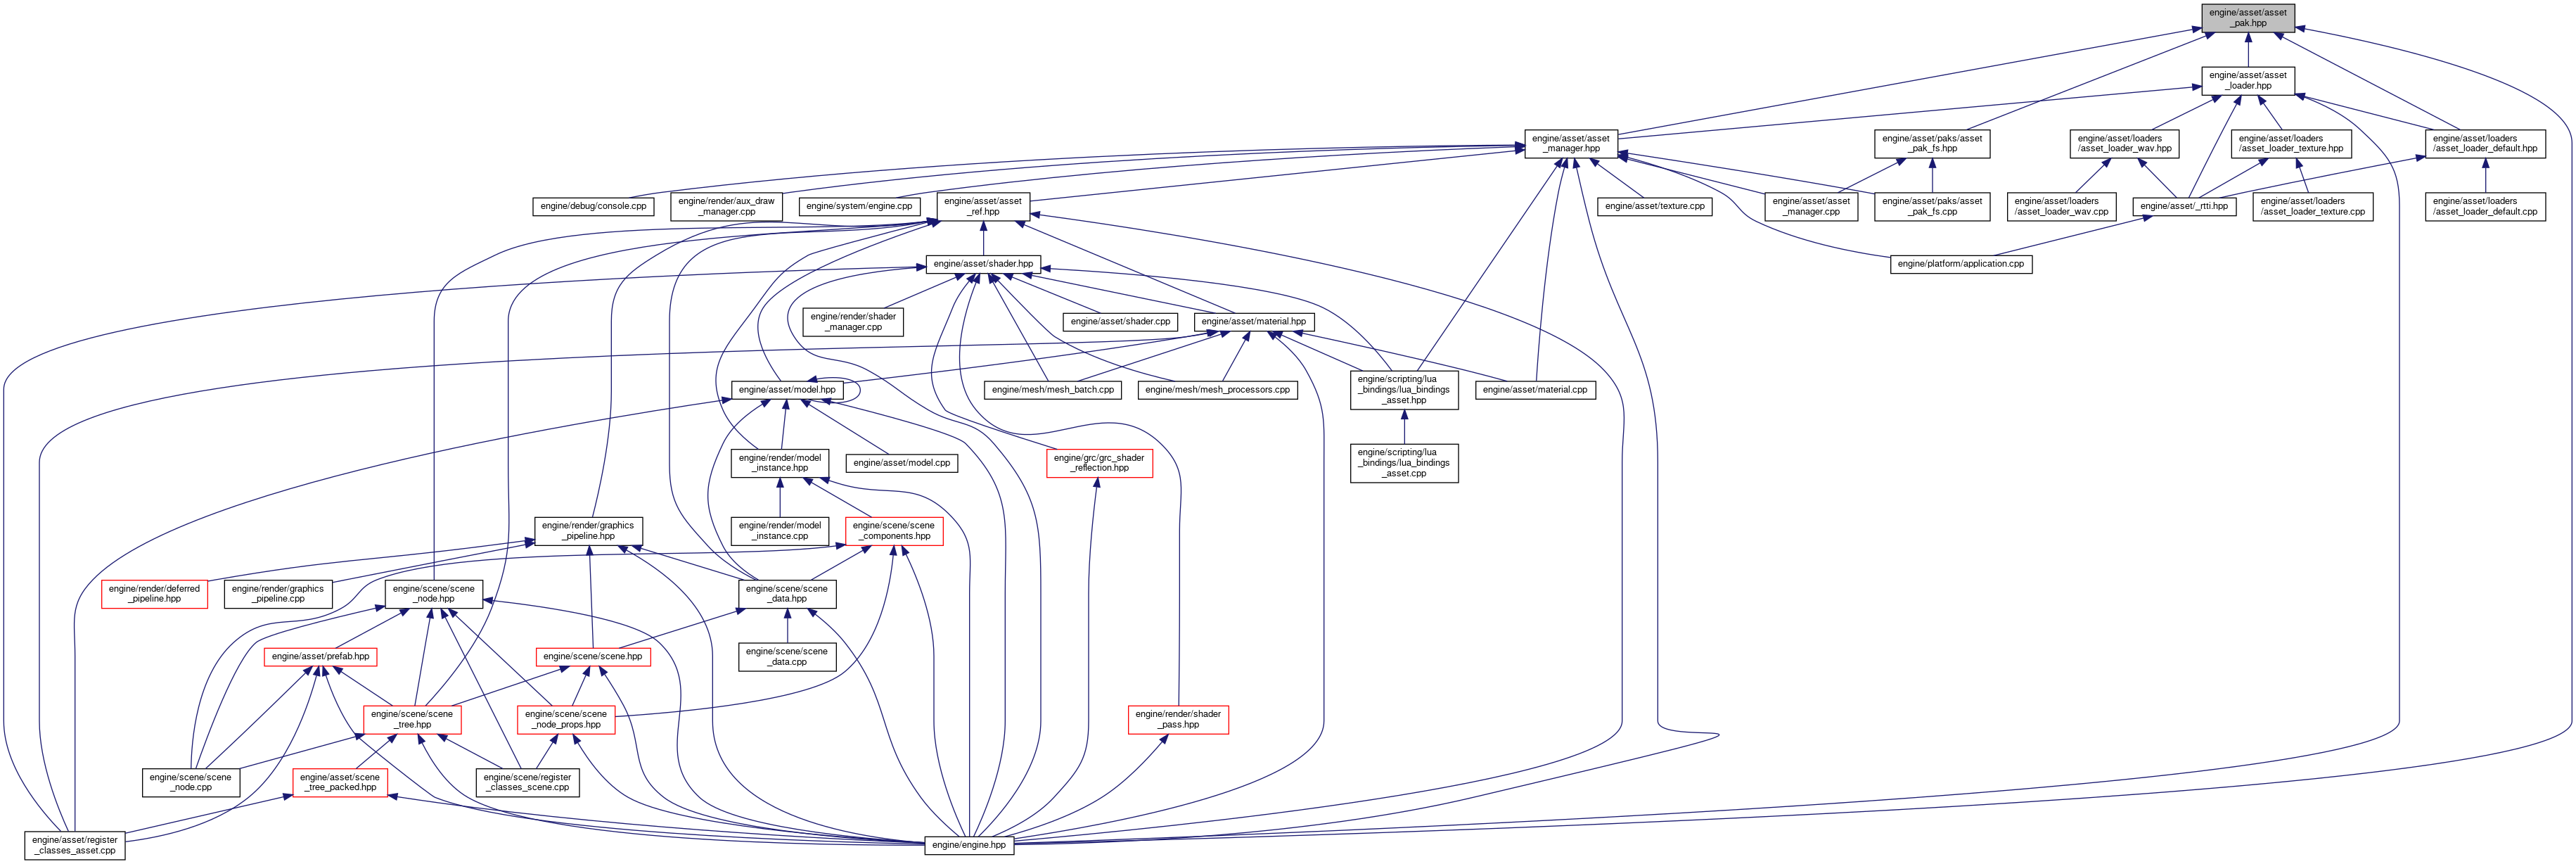 engine/asset/asset
_pak.hpp
engine/asset/asset
_loader.hpp
engine/asset/asset
_manager.hpp
engine/asset/paks/asset
_pak_fs.hpp
engine/asset/loaders
/asset_loader_wav.hpp
engine/asset/loaders
/asset_loader_texture.hpp
engine/asset/loaders
/asset_loader_default.hpp
engine/debug/console.cpp
engine/render/aux_draw
_manager.cpp
engine/system/engine.cpp
engine/asset/asset
_ref.hpp
engine/asset/texture.cpp
engine/asset/asset
_manager.cpp
engine/asset/paks/asset
_pak_fs.cpp
engine/asset/loaders
/asset_loader_wav.cpp
engine/asset/_rtti.hpp
engine/asset/loaders
/asset_loader_texture.cpp
engine/asset/loaders
/asset_loader_default.cpp
engine/asset/shader.hpp
engine/platform/application.cpp
engine/render/shader
_manager.cpp
engine/asset/shader.cpp
engine/asset/material.hpp
engine/asset/model.hpp
engine/mesh/mesh_batch.cpp
engine/mesh/mesh_processors.cpp
engine/scripting/lua
_bindings/lua_bindings
_asset.hpp
engine/asset/material.cpp
engine/render/model
_instance.hpp
engine/asset/model.cpp
engine/grc/grc_shader
_reflection.hpp
engine/scripting/lua
_bindings/lua_bindings
_asset.cpp
engine/render/graphics
_pipeline.hpp
engine/render/model
_instance.cpp
engine/scene/scene
_components.hpp
engine/render/deferred
_pipeline.hpp
engine/render/graphics
_pipeline.cpp
engine/scene/scene
_node.hpp
engine/scene/scene
_data.hpp
engine/asset/prefab.hpp
engine/scene/scene.hpp
engine/scene/scene
_data.cpp
engine/scene/scene
_tree.hpp
engine/scene/scene
_node_props.hpp
engine/render/shader
_pass.hpp
engine/scene/scene
_node.cpp
engine/asset/scene
_tree_packed.hpp
engine/scene/register
_classes_scene.cpp
engine/asset/register
_classes_asset.cpp
engine/engine.hpp